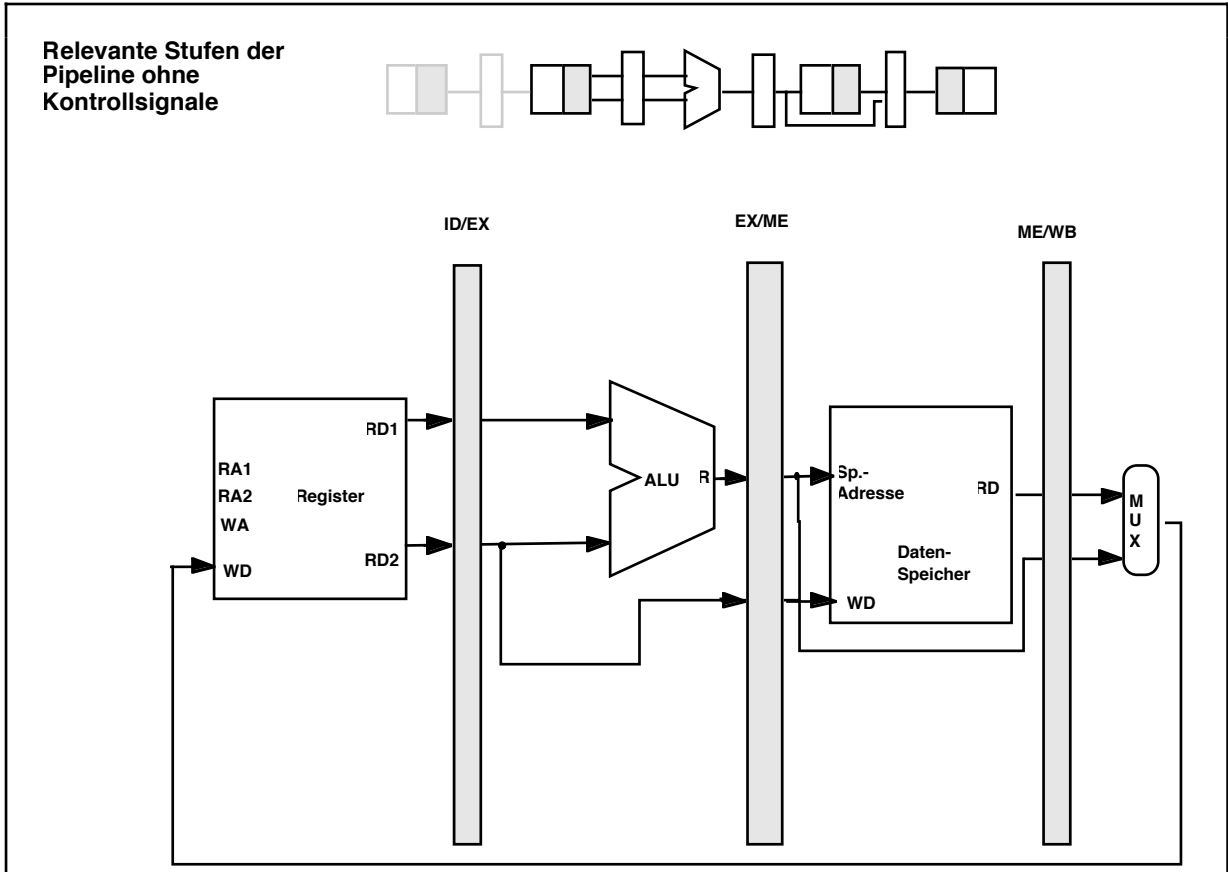 Relevante Stufen der
Pipeline ohne
Kontrollsignale
ID/EX
EX/ME
ME/WB
RD1
RA1
RA2
Register
WA
WD
RD2
ALU
R
Sp.-
Adresse
RD
Daten-
Speicher
WD
M
U
X